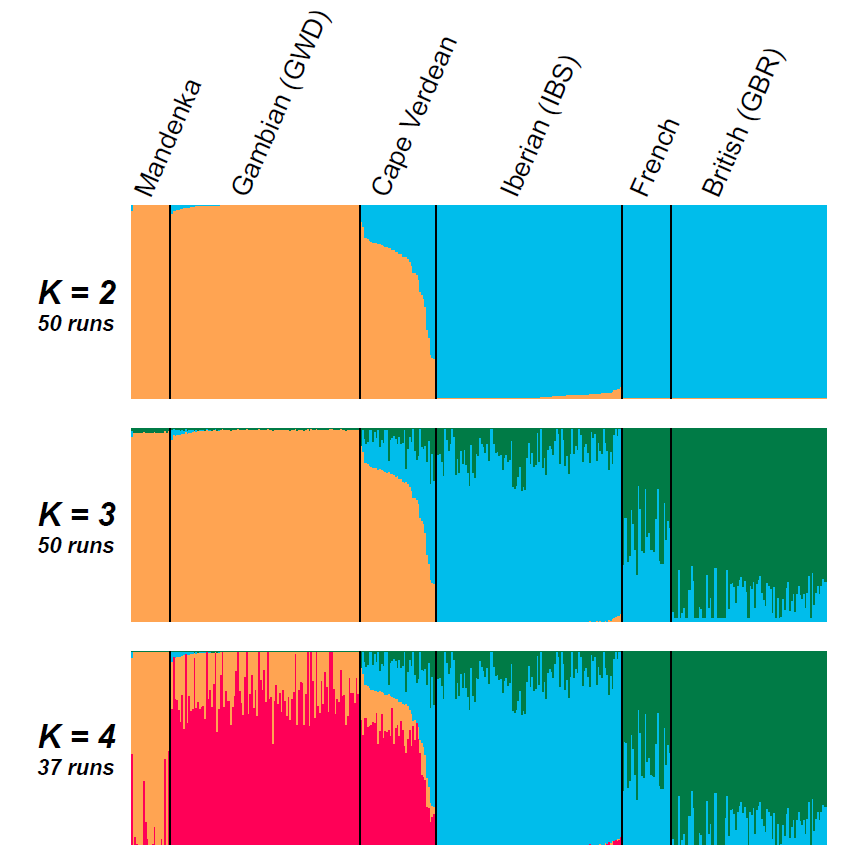 Mandenka
Gambian (GWD)
Cape Verdean
Iberian (IBS)
French
British (GBR)
K = 2
50 runs
K = 3
50 runs
K = 4
37 runs